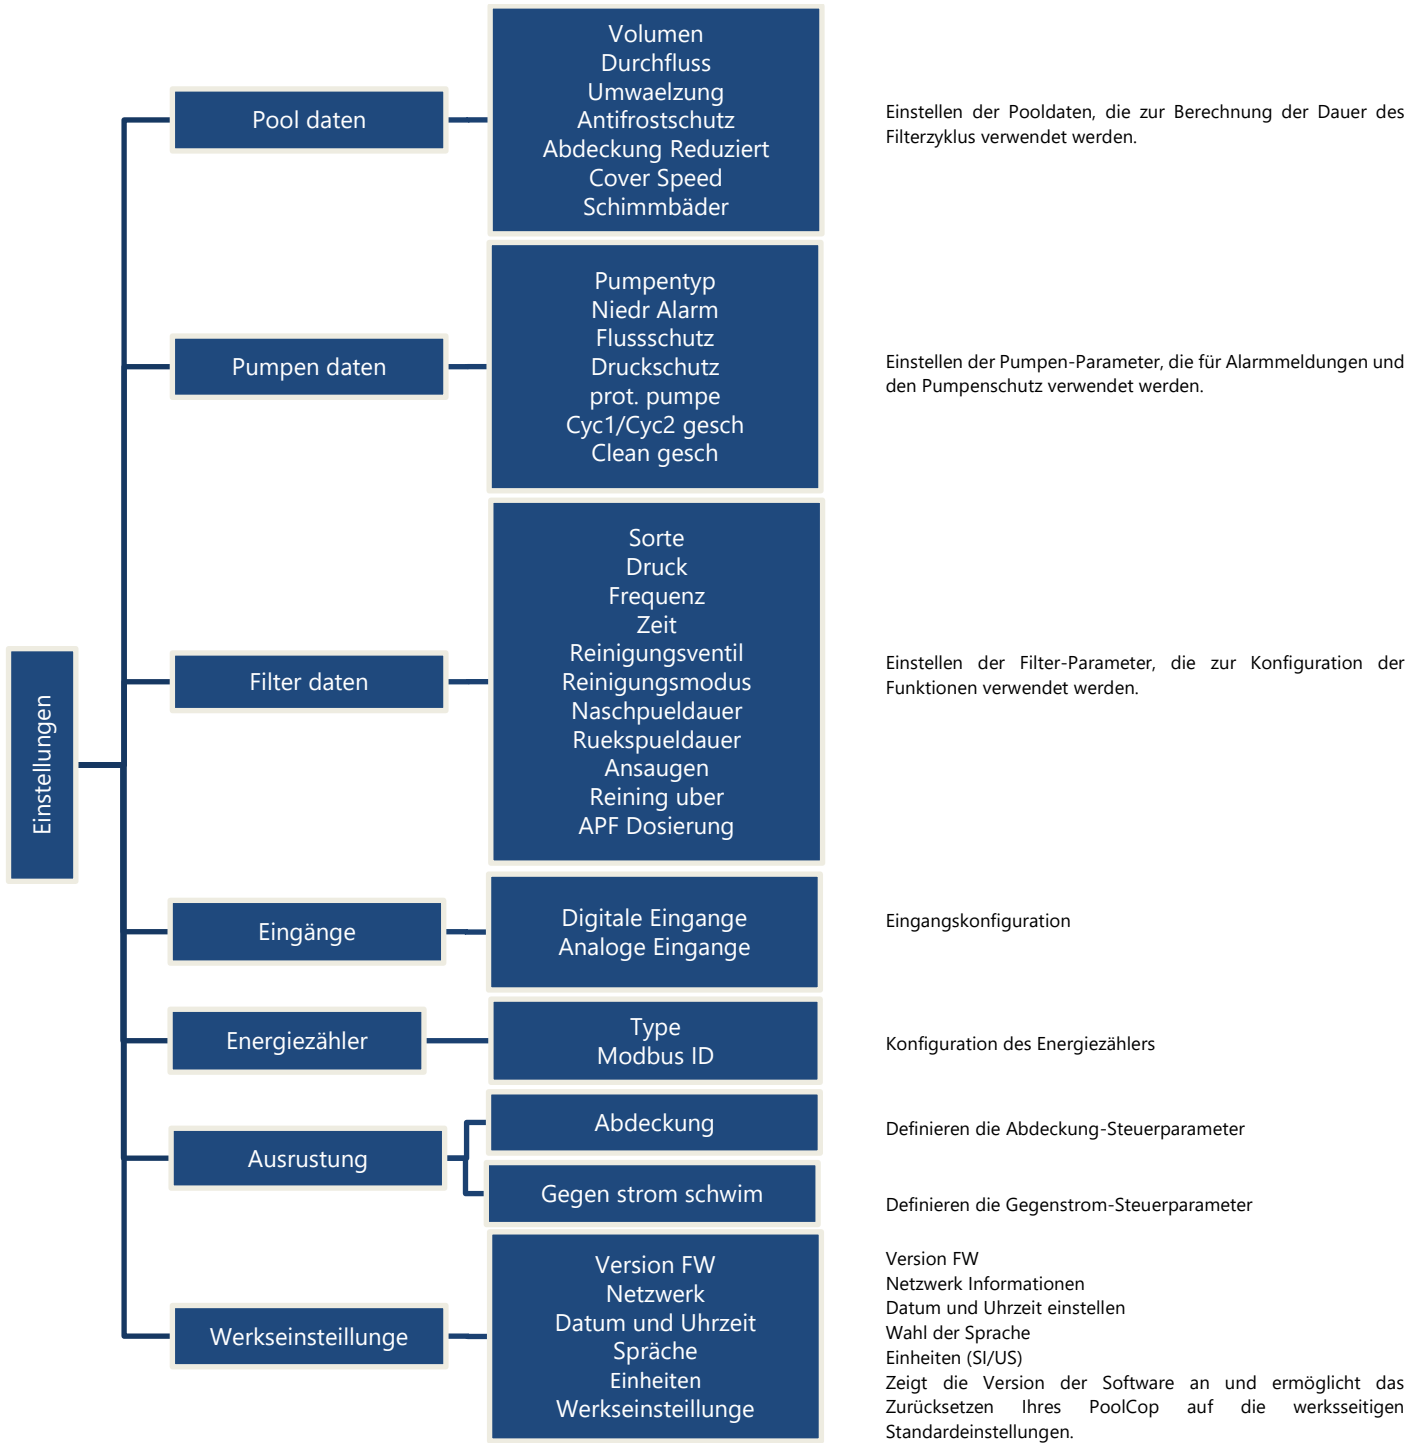 Einstellungen
Pool daten
Volumen
Durchfluss
Umwaelzung
Antifrostschutz
Abdeckung Reduziert
Cover Speed
Schimmbäder
Einstellen der Pooldaten, die zur Berechnung der Dauer des
Filterzyklus verwendet werden.
Pumpen daten
Pumpentyp
Niedr Alarm
Flussschutz
Druckschutz
prot. pumpe
Cyc1/Cyc2 gesch
Clean gesch
Einstellen der Pumpen-Parameter, die für Alarmmeldungen und
den Pumpenschutz verwendet werden.
Filter daten
Sorte
Druck
Frequenz
Zeit
Reinigungsventil
Reinigungsmodus
Naschpueldauer
Ruekspueldauer
Ansaugen
Reining uber
APF Dosierung
Einstellen der Filter-Parameter, die zur Konfiguration der
Funktionen verwendet werden.
Eingänge
Digitale Eingange
Analoge Eingange
Eingangskonfiguration
Energiezähler
Type
Modbus ID
Konfiguration des Energiezählers
Ausrustung
Abdeckung
Definieren die Abdeckung-Steuerparameter
Gegen strom schwim
Definieren die Gegenstrom-Steuerparameter
Werkseinsteillunge
Version FW
Netzwerk
Datum und Uhrzeit
Spräche
Einheiten
Werkseinsteillunge
Version FW
Netzwerk Informationen
Datum und Uhrzeit einstellen
Wahl der Sprache
Einheiten (SI/US)
Zeigt die Version der Software an und ermöglicht das
Zurücksetzen Ihres PoolCop auf die werksseitigen
Standardeinstellungen.